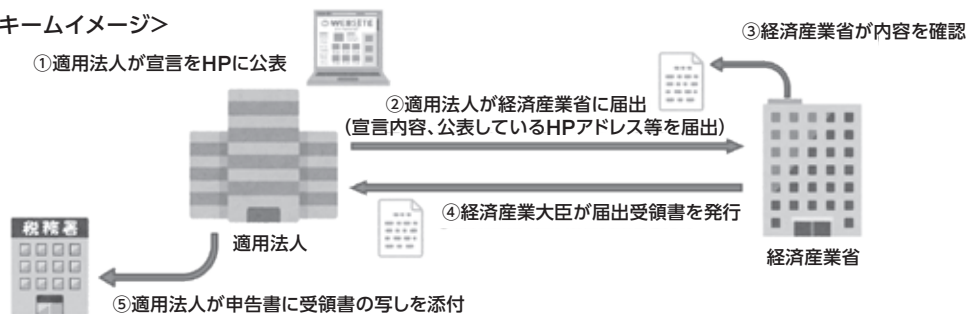 キームイメージ>
①適用法人が宣言をHPに公表
WEBSITE
③経済産業省が内容を確認
②適用法人が経済産業省に届出
(宣言内容、公表しているHPアドレス等を届出)
④経済産業大臣が届出受領書を発行
税務署
適用法人
経済産業省
⑤適用法人が申告書に受領書の写しを添付